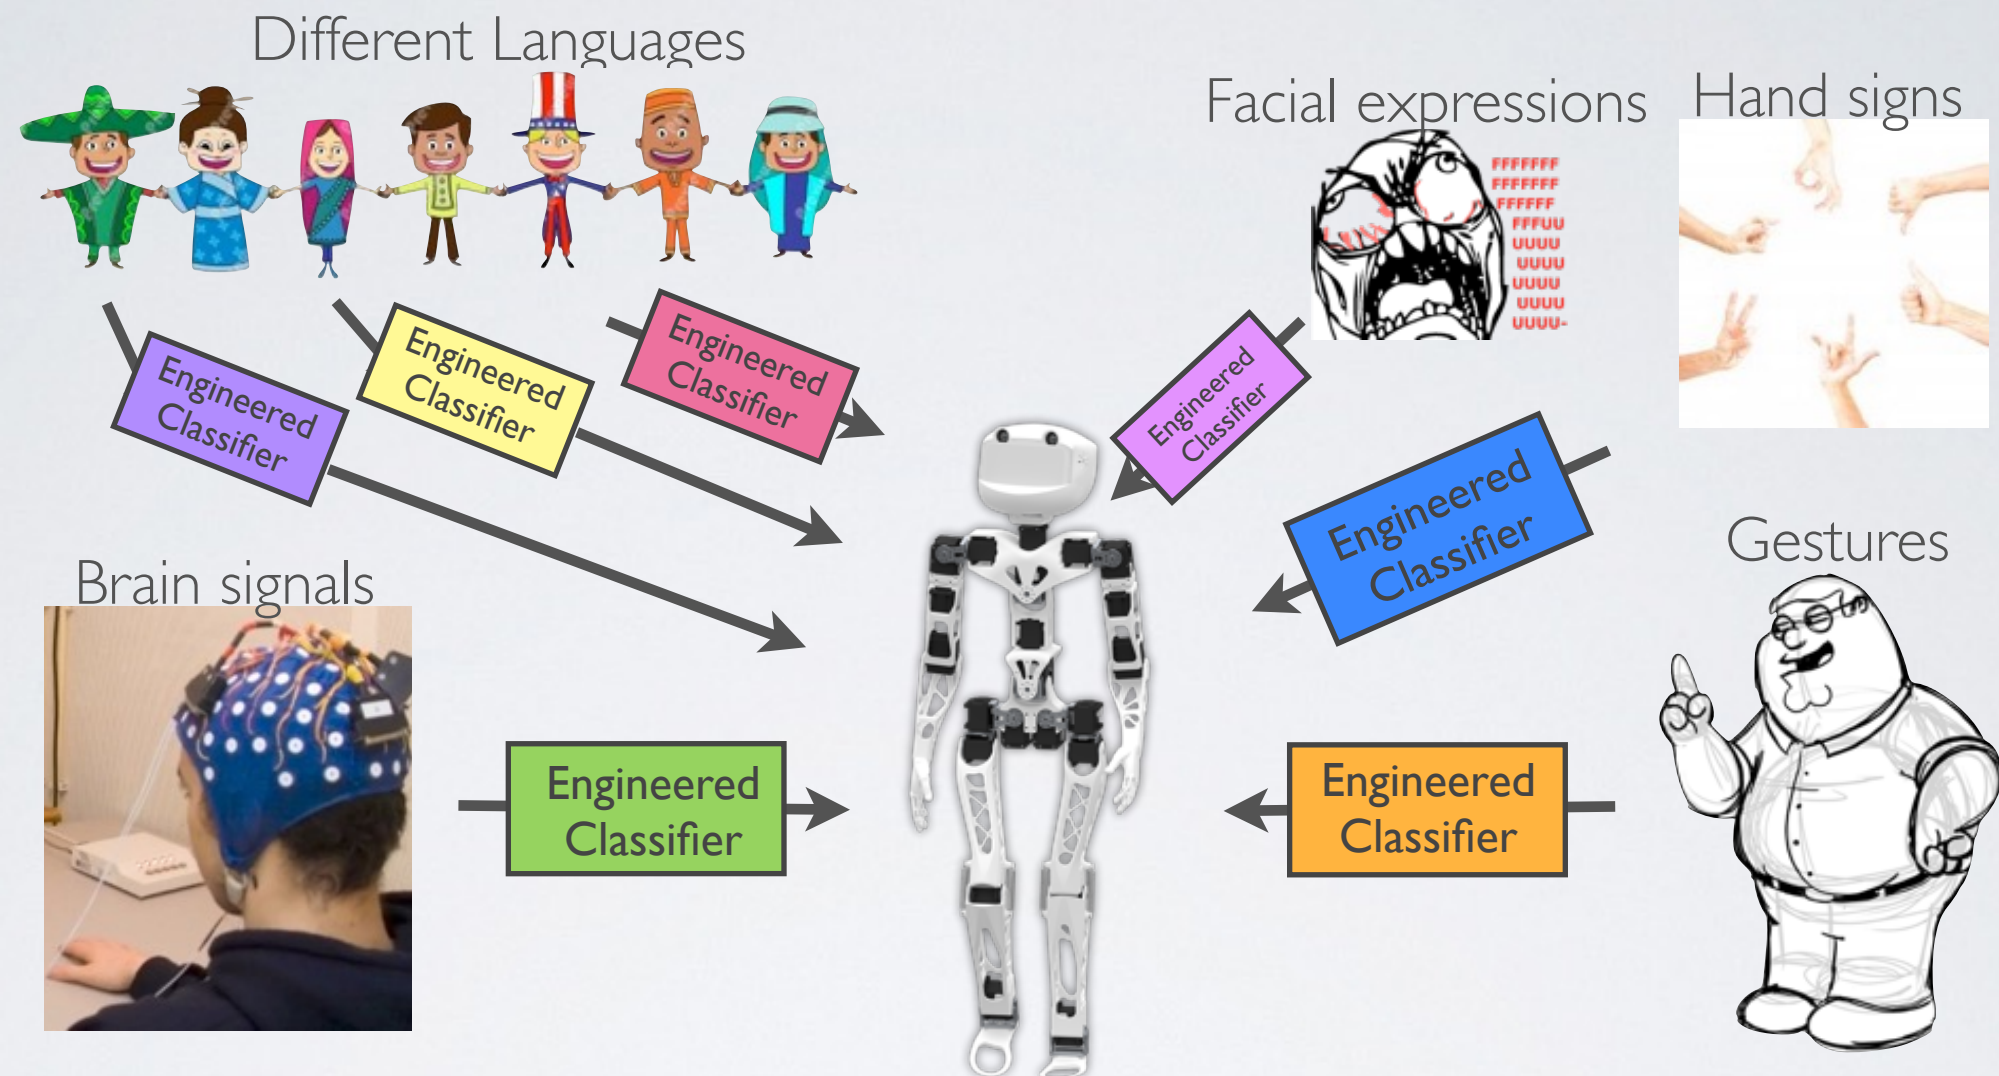 Different Languages
Facial expressions
Hand signs
FFFFFFF
FFFFFFF
FFFFFF
FFFUU
UUUU
UUUU
UUUU
UUUU
UUUU-
Engineered
Classifier
Engineered
Classifier
Engineered
Classifier
Engineered
Classifier
Engineered
Classifier
Brain signals
Gestures
Engineered
Classifier
Engineered
Classifier